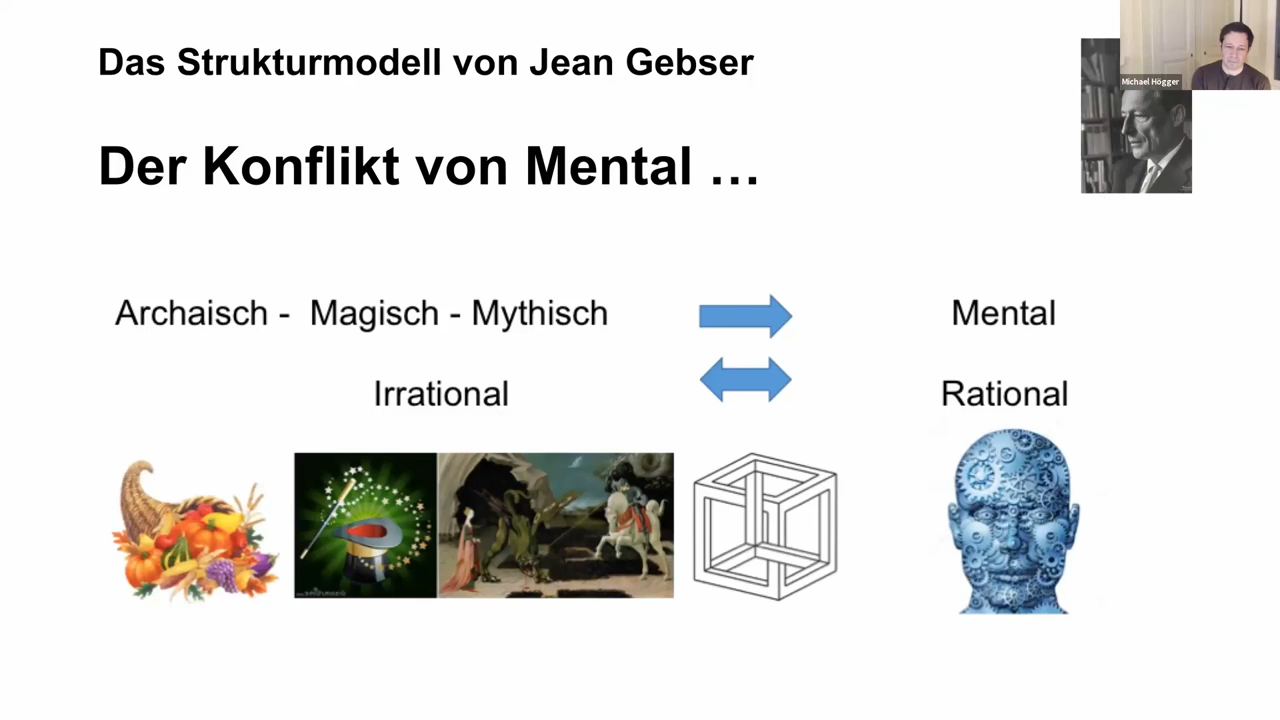 Das Strukturmodell von Jean Gebser
Michael Högger
Der Konflikt von Mental …
Archaisch - Magisch - Mythisch
Mental
Irrational
Rational